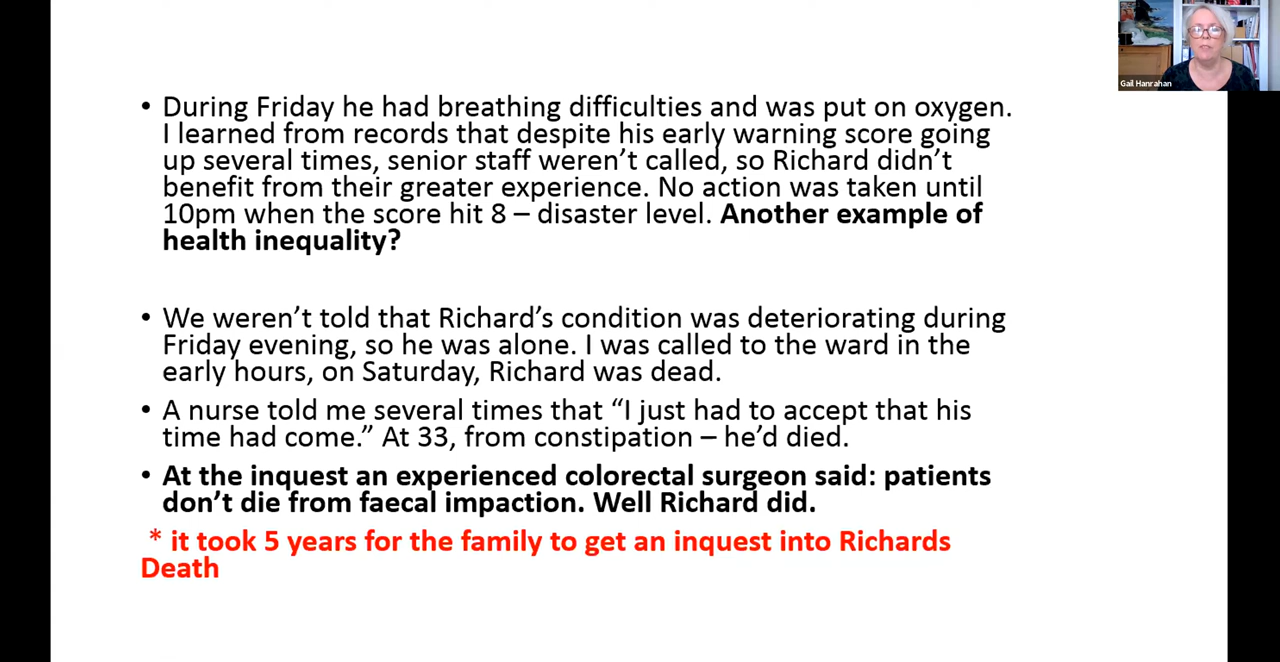 Gail Hanrahan
• During Friday he had breathing difficulties and was put on oxygen.
I learned from records that despite his early warning score going
up several times, senior staff weren’t called, so Richard didn’t
benefit from their greater experience. No action was taken until
10pm when the score hit 8 – disaster level. Another example of
health inequality?
• We weren’t told that Richard’s condition was deteriorating during
Friday evening, so he was alone. I was called to the ward in the
early hours, on Saturday, Richard was dead.
• A nurse told me several times that “I just had to accept that his
time had come.” At 33, from constipation – he’d died.
• At the inquest an experienced colorectal surgeon said: patients
don’t die from faecal impaction. Well Richard did.
* it took 5 years for the family to get an inquest into Richards
Death